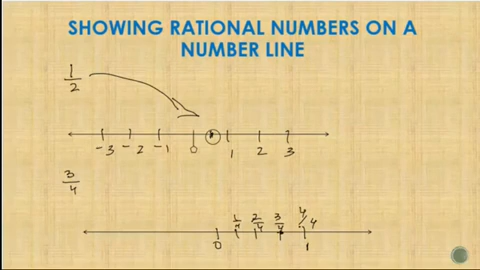 SHOWING RATIONAL NUMBERS ON A
NUMBER LINE
1/2
-3 -2 -1 0 1 2 3
3/4
1/4 2/4 3/4 4/4
0 1